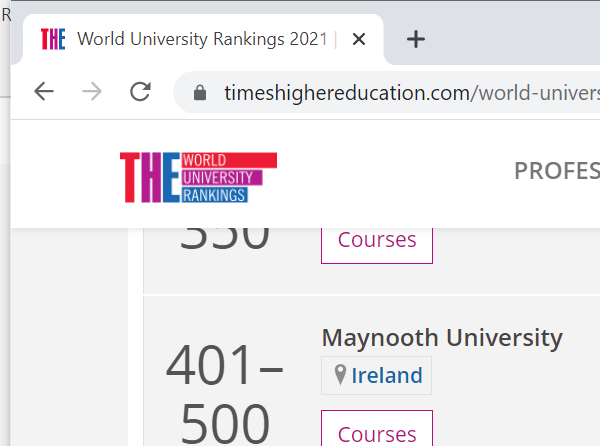 R
THE World University Rankings 2021 |
timeshighereducation.com/world-univers
THE WORLD UNIVERSITY RANKINGS
PROFES
350
Courses
Maynooth University
401–
500
Ireland
Courses